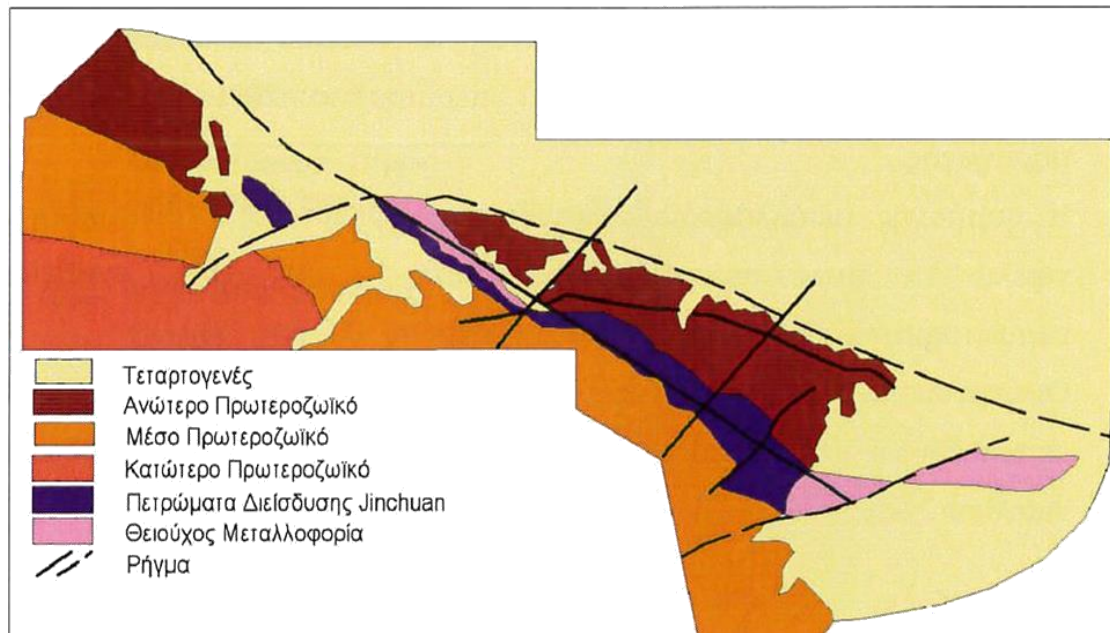 Τεταρτογενές
Ανώτερο Πρωτεροζωϊκό
Μέσο Πρωτεροζωϊκό
Κατώτερο Πρωτεροζωϊκό
Πετρώματα Διείσδυσης Jinchuan
Θειούχος Μεταλλοφορία
Ρήγμα